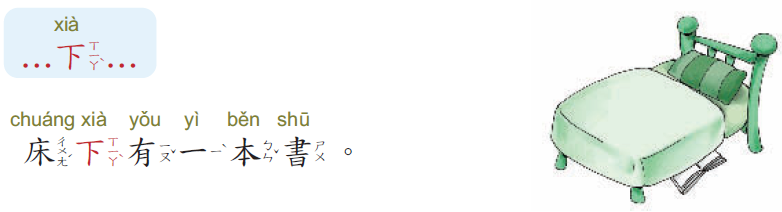 xià
…下ㄒㄧㄚˋ…
chuáng xià yǒu yì běn shū
床ㄔㄨㄤˊ下ㄒㄧㄚˋ有ㄧㄡˇ一ㄧˋ本ㄅㄣˇ書ㄕㄨ。